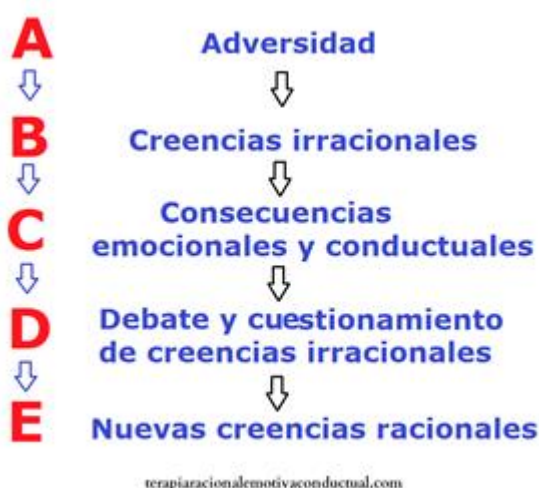 A Adversidad
B Creencias irracionales
C Consecuencias
emocionales y conductuales
D Debate y cuestionamiento
de creencias irracionales
E Nuevas creencias racionales
terapiaracionalemotivaconductual.com